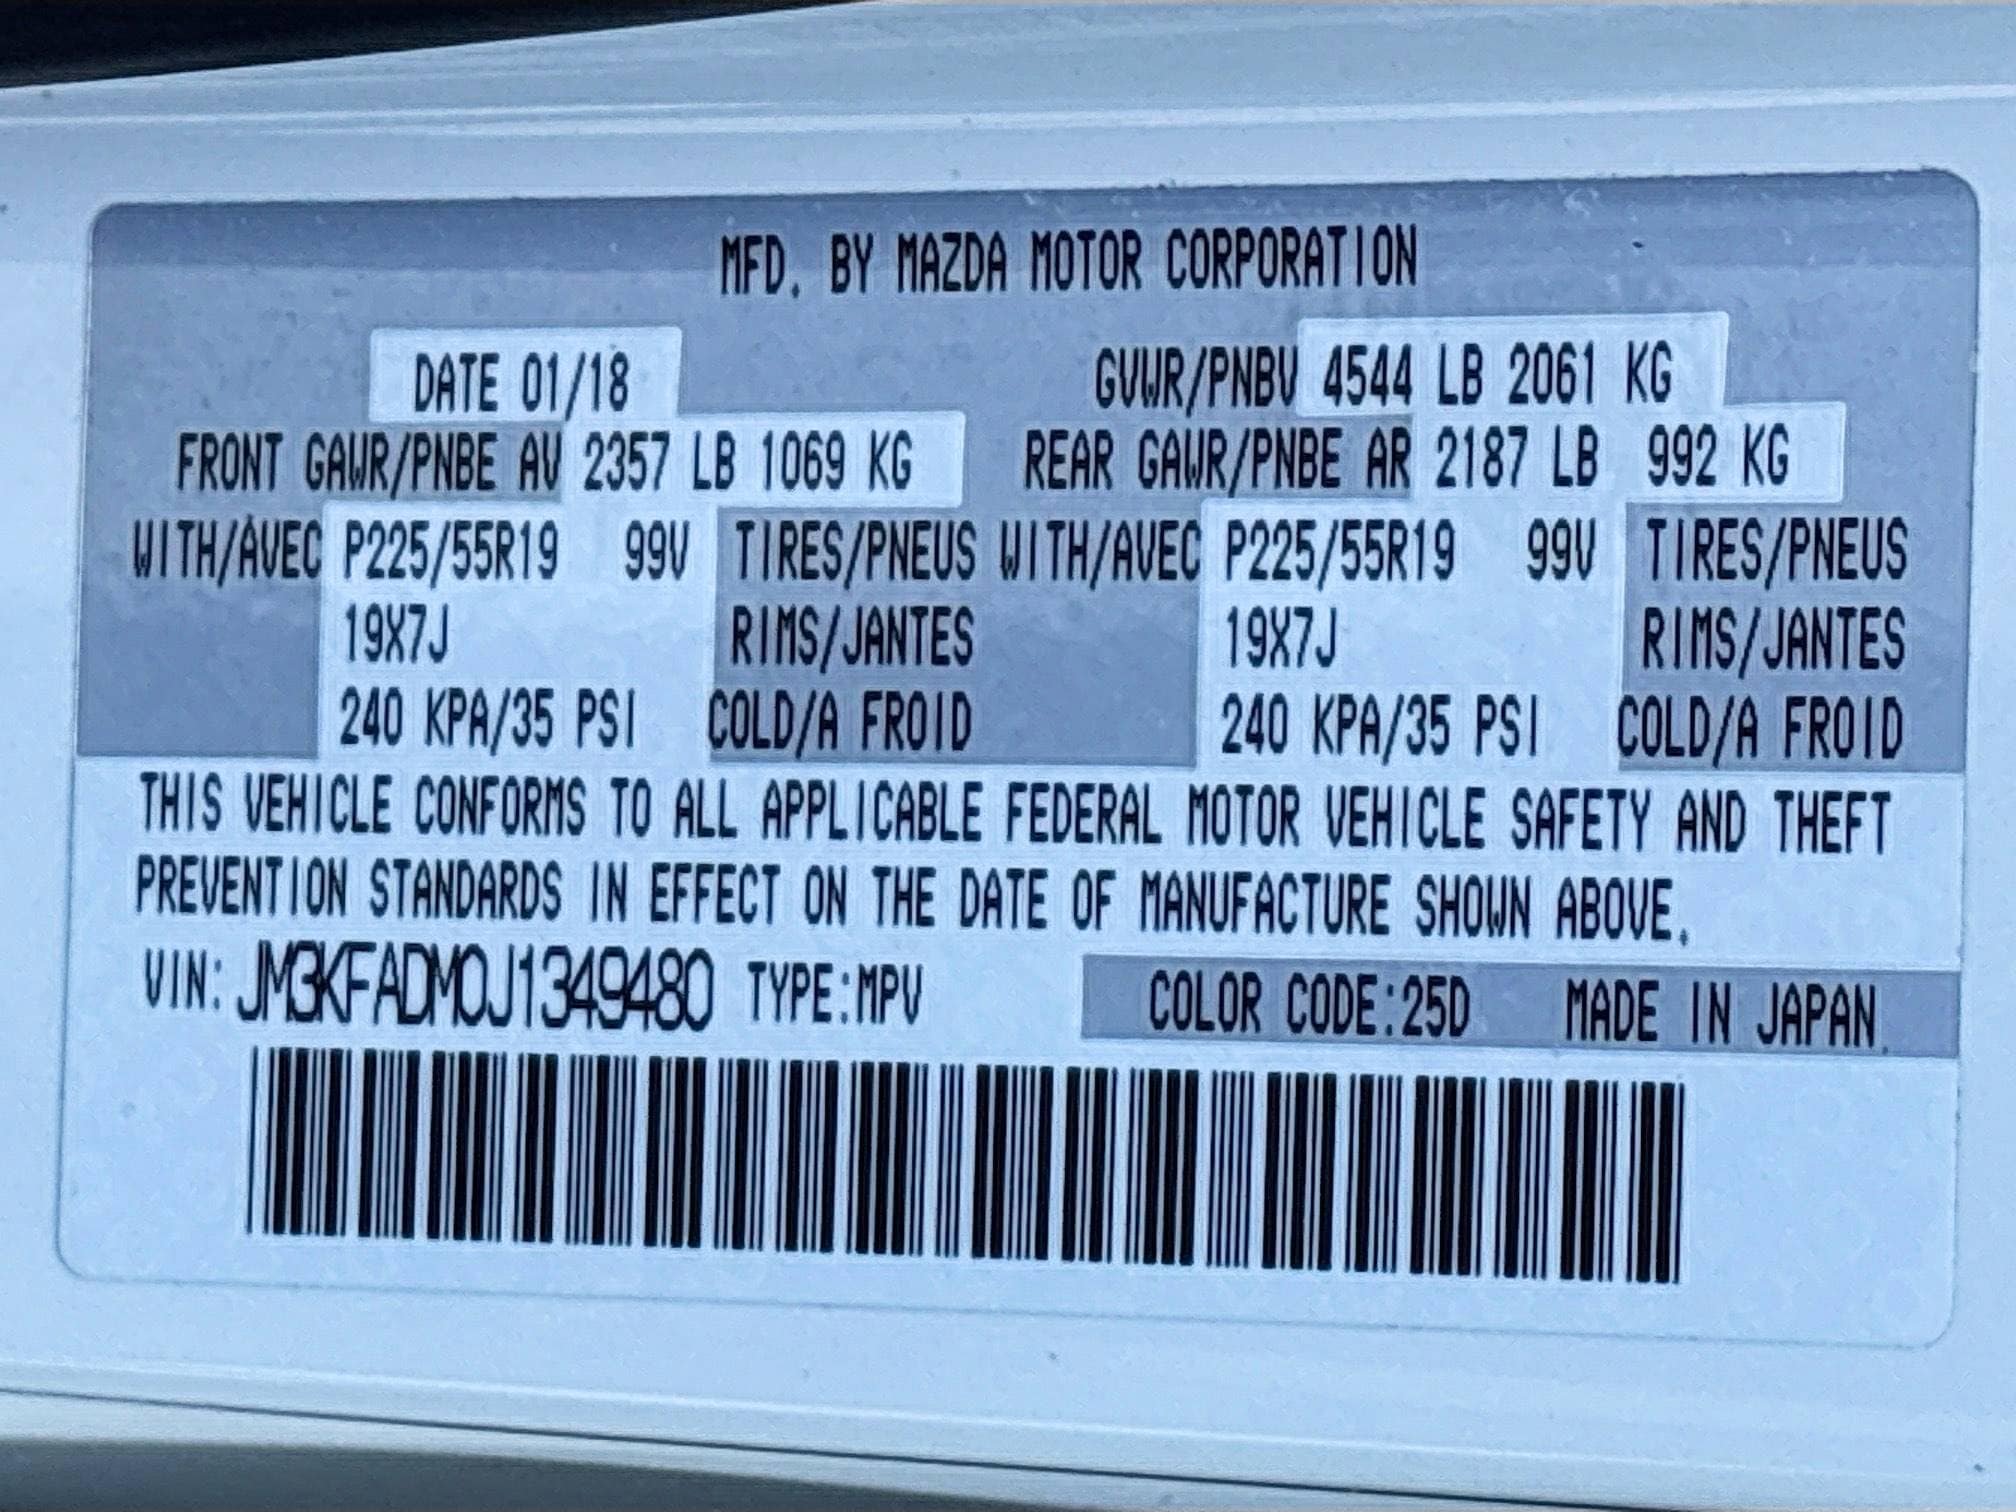 MFD. BY MAZDA MOTOR CORPORATION
DATE 01/18 GVWR/PNBV 4544 LB 2061 KG
FRONT GAWR/PNBE AV 2357 LB 1069 KG REAR GAWR/PNBE AR 2187 LB 992 KG
WITH/AVEC P225/55R19 99V TIRES/PNEUS WITH/AVEC P225/55R19 99V TIRES/PNEUS
19X7J RIMS/JANTES 19X7J RIMS/JANTES
240 KPA/35 PSI COLD/A FROID 240 KPA/35 PSI COLD/A FROID
THIS VEHICLE CONFORMS TO ALL APPLICABLE FEDERAL MOTOR VEHICLE SAFETY AND THEFT
PREVENTION STANDARDS IN EFFECT ON THE DATE OF MANUFACTURE SHOWN ABOVE.
VIN: JM3KFADM0J1349480 TYPE:MPV COLOR CODE:25D MADE IN JAPAN